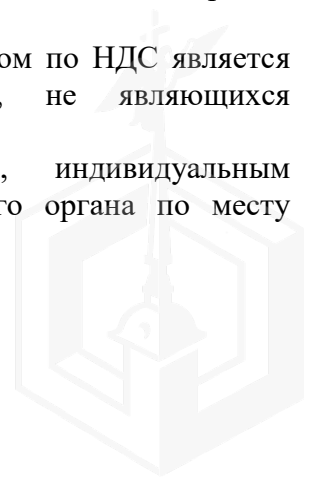 ом по НДС является
не являющихся
, индивидуальным
го органа по месту